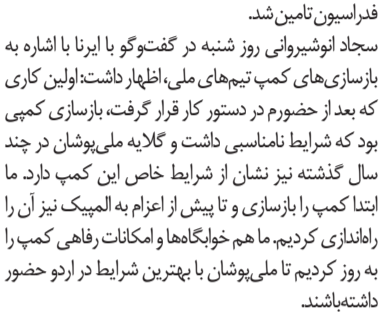 فدراسیون تامین شد.
سجاد انوشیروانی روز شنبه در گفت‌وگو با ایرنا با اشاره به
بازسازی‌های کمپ تیم‌های ملی، اظهار داشت: اولین کاری
که بعد از حضورم در دستور کار قرار گرفت، بازسازی کمپی
بود که شرایط نامناسبی داشت و گلایه ملی‌پوشان در چند
سال گذشته نیز نشان از شرایط خاص این کمپ دارد. ما
ابتدا کمپ را بازسازی و تا پیش از اعزام به المپیک نیز آن را
راه‌اندازی کردیم. ما هم خوابگاه‌ها و امکانات رفاهی کمپ را
به روز کردیم تا ملی‌پوشان با بهترین شرایط در اردو حضور
داشته‌باشند.